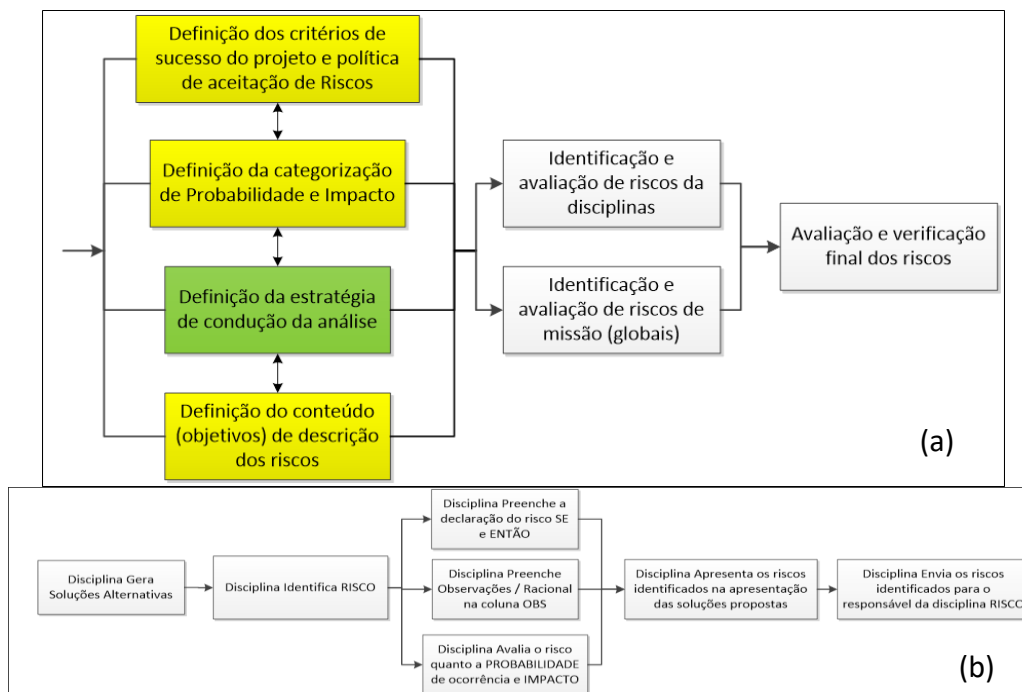 Definição dos critérios de
sucesso do projeto e política
de aceitação de Riscos
Definição da categorização
de Probabilidade e Impacto
Definição da estratégia
de condução da análise
Definição do conteúdo
(objetivos) de descrição
dos riscos
Identificação e
avaliação de riscos da
disciplinas
Identificação e
avaliação de riscos de
missão (globais)
Avaliação e verificação
final dos riscos
(a)
Disciplina Gera
Soluções Alternativas
Disciplina Identifica RISCO
Disciplina Preenche a
declaração do risco SE
e ENTÃO
Disciplina Preenche
Observações / Racional
na coluna OBS
Disciplina Avalia o risco
quanto a PROBABILIDADE
de ocorrência e IMPACTO
Disciplina Apresenta os riscos
identificados na apresentação
das soluções propostas
Disciplina Envia os riscos
identificados para o
responsável da disciplina RISCO
(b)